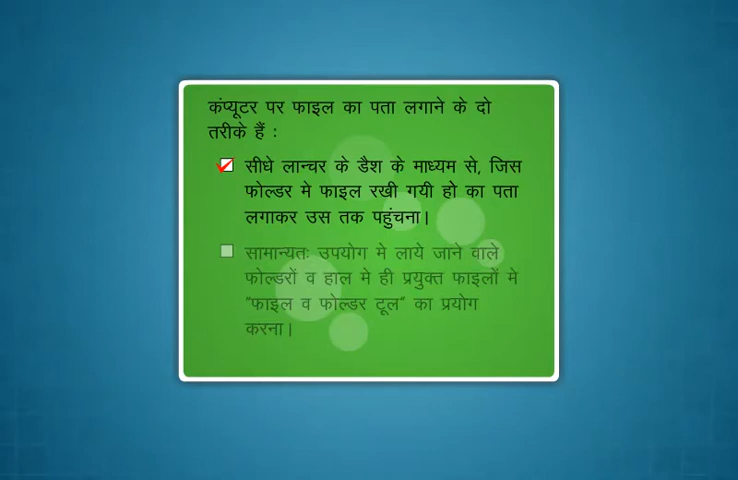 कंप्यूटर पर फाइल का पता लगाने के दो
तरीके हैं :
सीधे लान्चर के डैश के माध्यम से, जिस
फोल्डर मे फाइल रखी गयी हो का पता
लगाकर उस तक पहुंचना।
सामान्यतः उपयोग मे लाये जाने वाले
फोल्डरों व हाल मे ही प्रयुक्त फाइलों मे
"फाइल व फोल्डर टूल" का प्रयोग
करना।